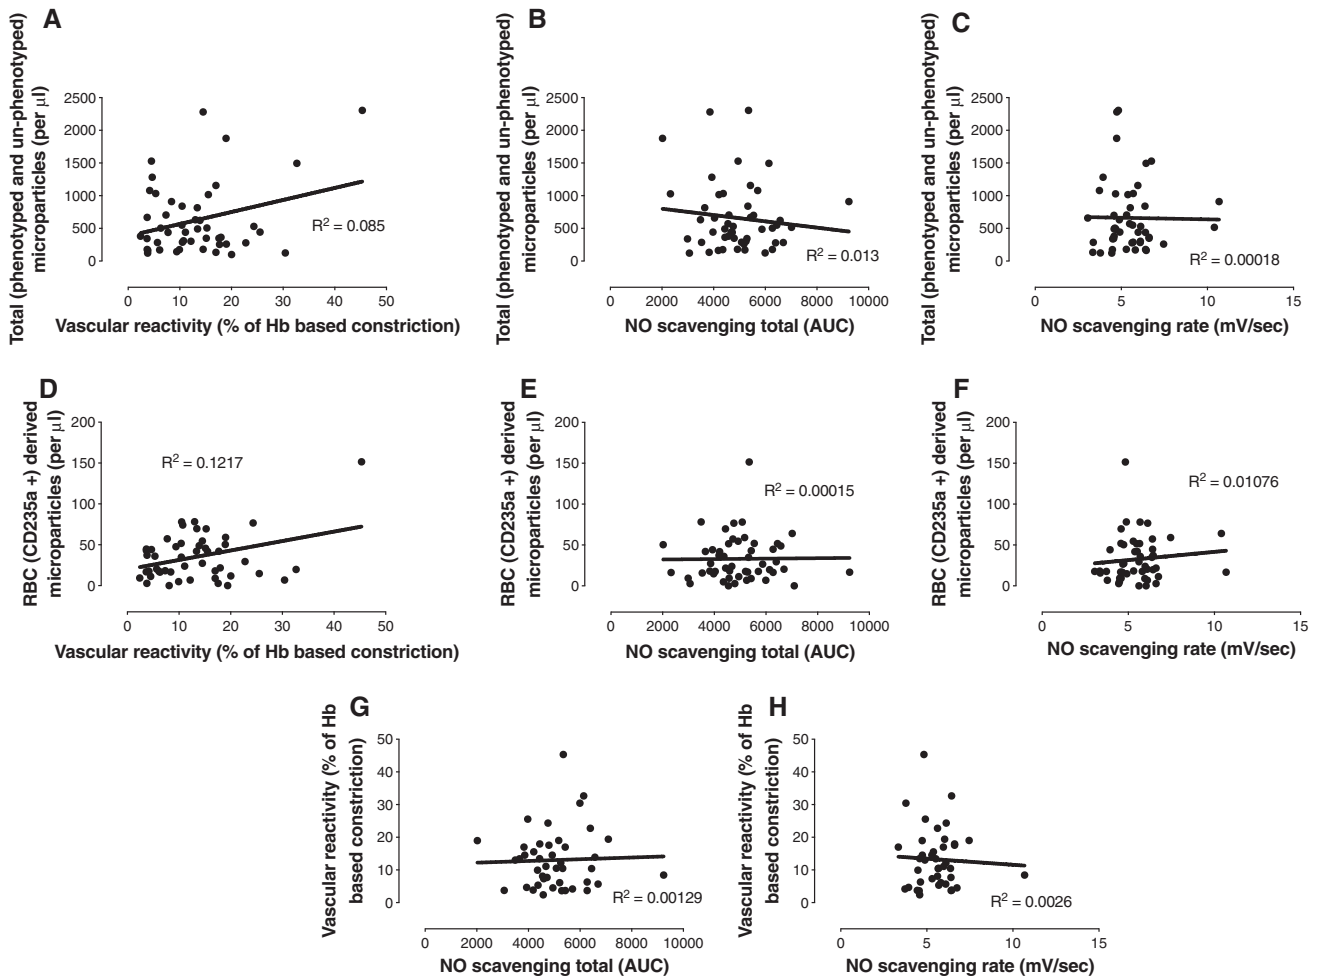 A
Total (phenotyped and un-phenotyped)
microparticles (per μl)
2500
2000
1500
1000
500
0
R² = 0.085
0 10 20 30 40 50
Vascular reactivity (% of Hb based constriction)
B
Total (phenotyped and un-phenotyped)
microparticles (per μl)
2500
2000
1500
1000
500
0
R² = 0.013
0 2000 4000 6000 8000 10000
NO scavenging total (AUC)
C
Total (phenotyped and un-phenotyped)
microparticles (per μl)
2500
2000
1500
1000
500
0
R² = 0.00018
0 5 10 15
NO scavenging rate (mV/sec)
D
RBC (CD235a +) derived
microparticles (per μl)
200
150
100
50
0
R² = 0.1217
0 10 20 30 40 50
Vascular reactivity (% of Hb based constriction)
E
RBC (CD235a +) derived
microparticles (per μl)
200
150
100
50
0
R² = 0.00015
0 2000 4000 6000 8000 10000
NO scavenging total (AUC)
F
RBC (CD235a +) derived
microparticles (per μl)
200
150
100
50
0
R² = 0.01076
0 5 10 15
NO scavenging rate (mV/sec)
G
Vascular reactivity (% of Hb
based constriction)
50
40
30
20
10
0
R² = 0.00129
0 2000 4000 6000 8000 10000
NO scavenging total (AUC)
H
Vascular reactivity (% of Hb
based constriction)
50
40
30
20
10
0
R² = 0.0026
0 5 10 15
NO scavenging rate (mV/sec)